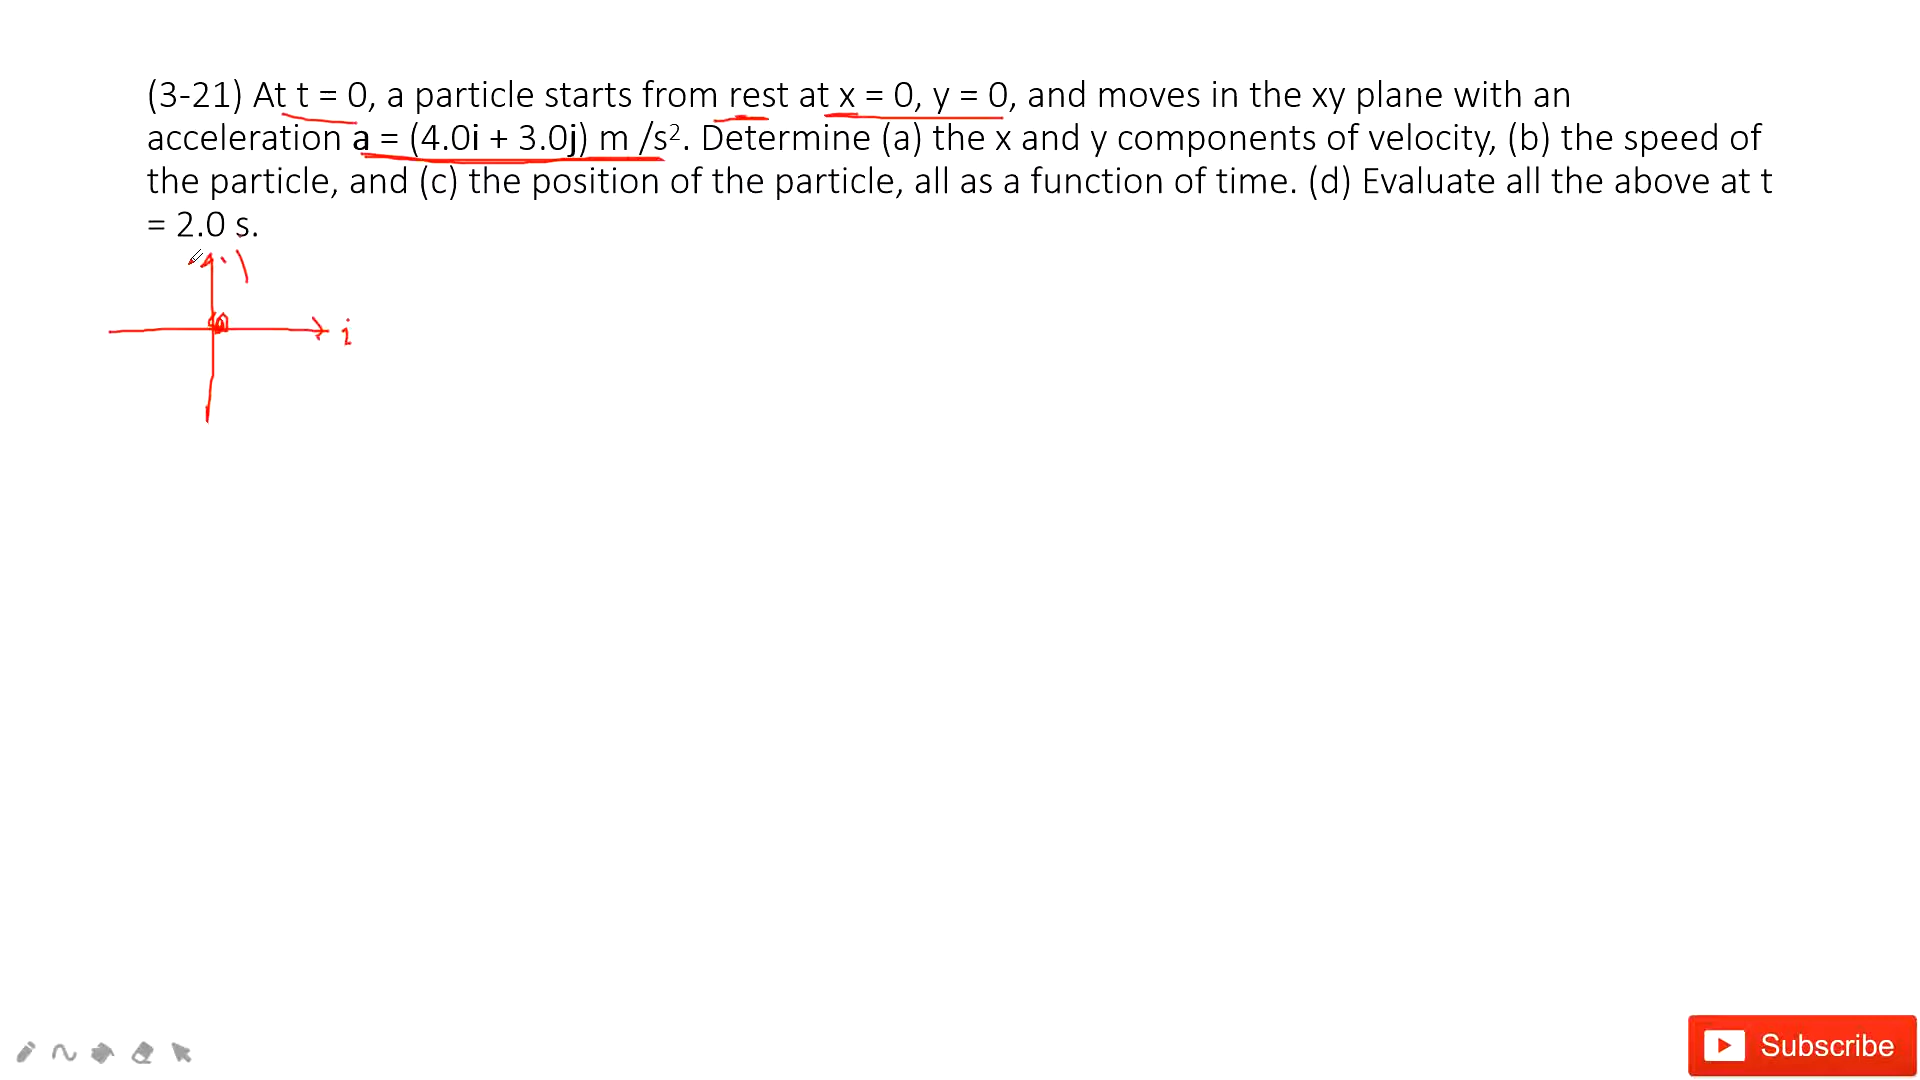 (3-21) At t = 0, a particle starts from rest at x = 0, y = 0, and moves in the xy plane with an
acceleration a = (4.0i + 3.0j) m /s². Determine (a) the x and y components of velocity, (b) the speed of
the particle, and (c) the position of the particle, all as a function of time. (d) Evaluate all the above at t
= 2.0 s.
i
Subscribe